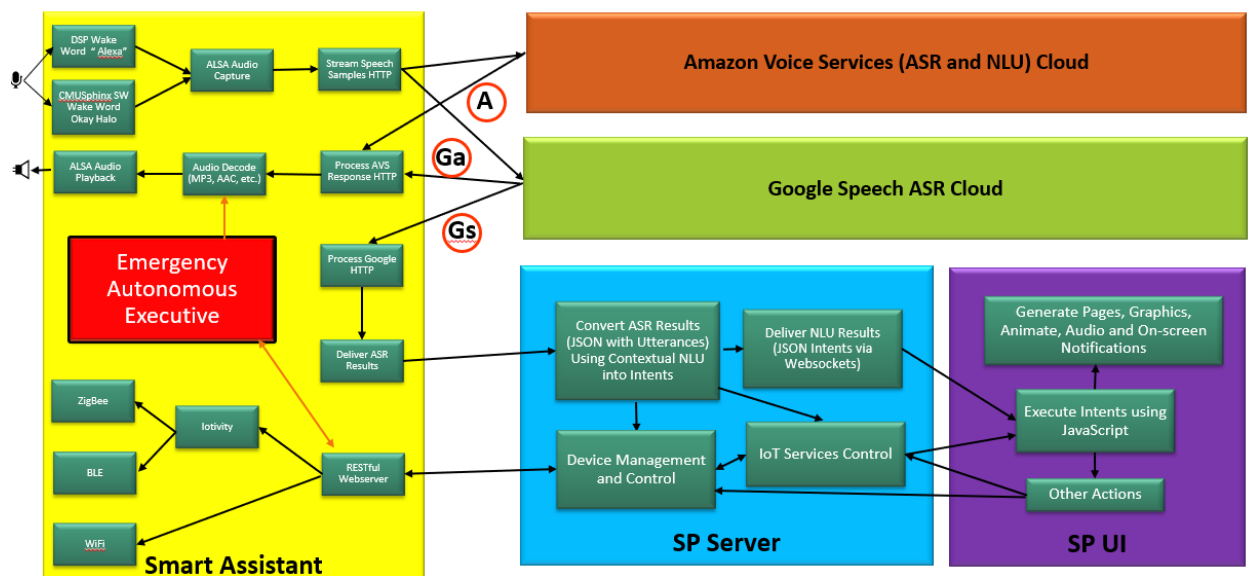 DSP Wake
Word “ Alexa”
CMUSphinx SW
Wake Word
Okay Halo
ALSA Audio
Capture
Stream Speech
Samples HTTP
Amazon Voice Services (ASR and NLU) Cloud
A
ALSA Audio
Playback
Audio Decode
(MP3, AAC, etc.)
Process AVS
Response HTTP
Ga
Google Speech ASR Cloud
Gs
Emergency
Autonomous
Executive
Process Google
HTTP
Deliver ASR
Results
Convert ASR Results
(JSON with Utterances)
Using Contextual NLU
into Intents
Deliver NLU Results
(JSON Intents via
Websockets)
Generate Pages, Graphics,
Animate, Audio and On-screen
Notifications
Execute Intents using
JavaScript
ZigBee
Iotivity
BLE
RESTful
Webserver
WiFi
Device Management
and Control
IoT Services Control
Other Actions
Smart Assistant
SP Server
SP UI